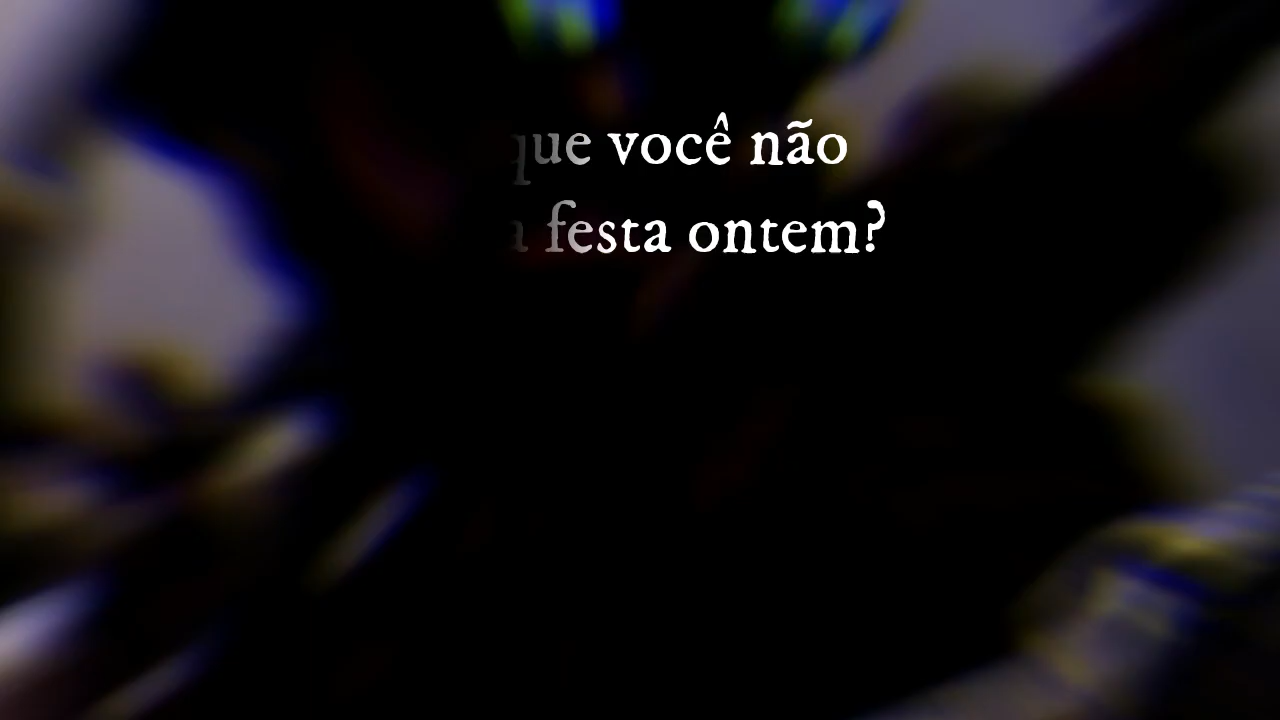 que você não
a festa ontem?